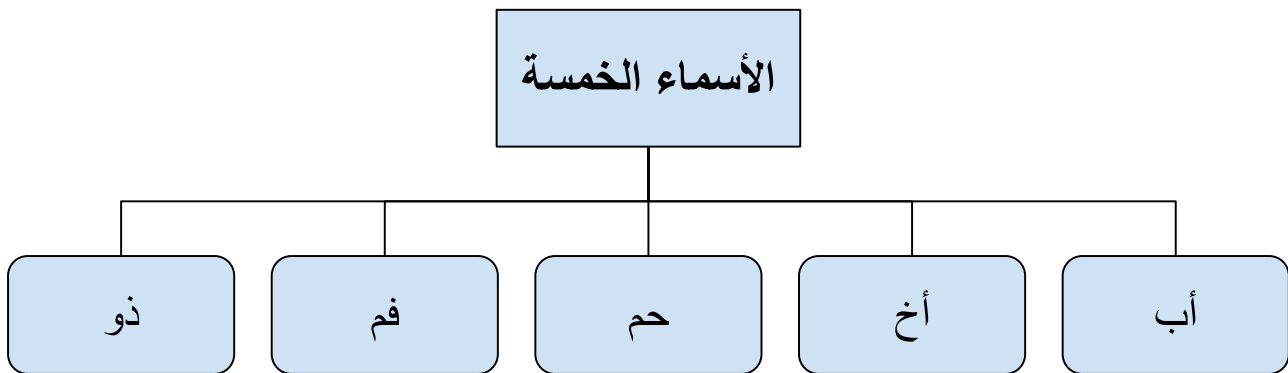 الأسماء الخمسة
أب
أخ
حم
فم
ذو